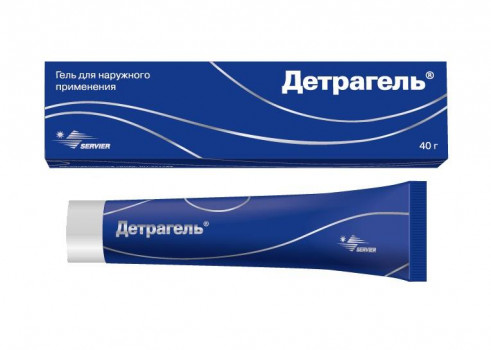 Гель для наружного
применения
Детрагель®
SERVIER
40 г
Детрагель®
SERVIER